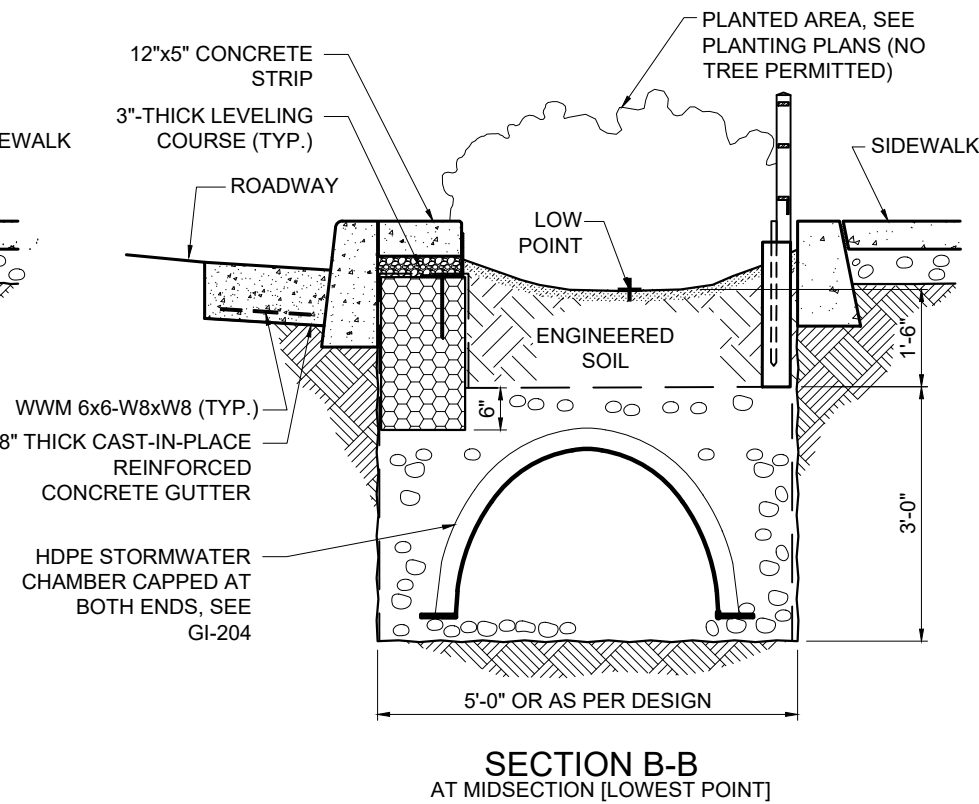 12"x5" CONCRETE
STRIP
3"-THICK LEVELING
COURSE (TYP.)
EWALK
ROADWAY
PLANTED AREA, SEE
PLANTING PLANS (NO
TREE PERMITTED)
SIDEWALK
LOW
POINT
ENGINEERED
SOIL
1'-6"
6"
WWM 6x6-W8xW8 (TYP.)
8" THICK CAST-IN-PLACE
REINFORCED
CONCRETE GUTTER
3'-0"
HDPE STORMWATER
CHAMBER CAPPED AT
BOTH ENDS, SEE
GI-204
5'-0" OR AS PER DESIGN
SECTION B-B
AT MIDSECTION [LOWEST POINT]